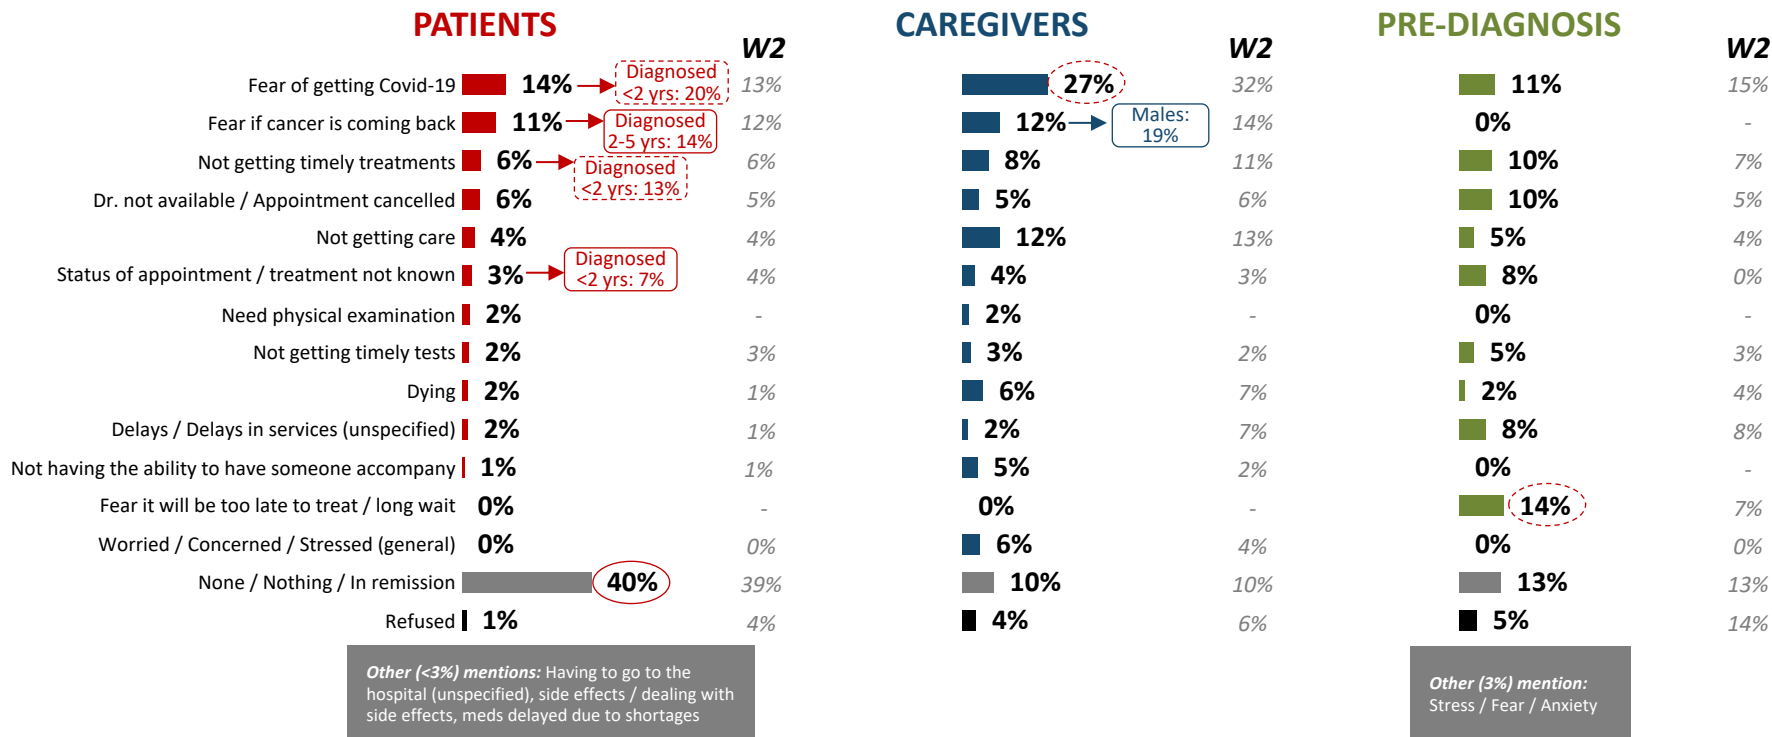 PATIENTS CAREGIVERS PRE-DIAGNOSIS
W2 W2 W2
Fear of getting Covid-19 14% Diagnosed <2 yrs: 20% 13% 27% 32% 11% 15%
Fear if cancer is coming back 11% Diagnosed 2-5 yrs: 14% 12% 12% Males: 19% 14% 0% -
Not getting timely treatments 6% Diagnosed <2 yrs: 13% 6% 8% 11% 10% 7%
Dr. not available / Appointment cancelled 6% 5% 5% 6% 10% 5%
Not getting care 4% 4% 12% 13% 5% 4%
Status of appointment / treatment not known 3% Diagnosed <2 yrs: 7% 4% 4% 3% 8% 0%
Need physical examination 2% - 2% - 0% -
Not getting timely tests 2% 3% 3% 2% 5% 3%
Dying 2% 1% 6% 7% 2% 4%
Delays / Delays in services (unspecified) 2% 1% 2% 7% 8% 8%
Not having the ability to have someone accompany 1% 1% 5% 2% 0% -
Fear it will be too late to treat / long wait 0% - 0% - 14% 7%
Worried / Concerned / Stressed (general) 0% 0% 6% 4% 0% 0%
None / Nothing / In remission 40% 39% 10% 10% 13% 13%
Refused 1% 4% 4% 6% 5% 14%
Other (<3%) mentions: Having to go to the
hospital (unspecified), side effects / dealing with
side effects, meds delayed due to shortages
Other (3%) mention:
Stress / Fear / Anxiety